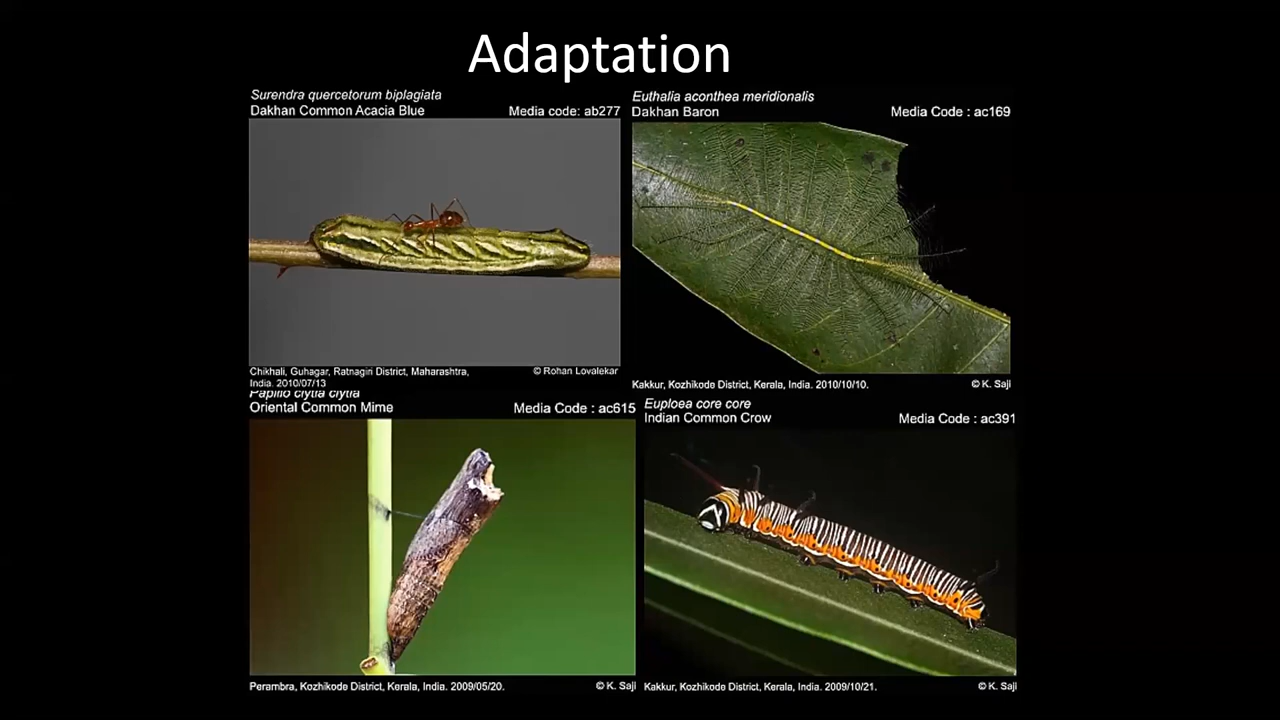 Adaptation
Surendra quercetorum biplagiata
Dakhan Common Acacia Blue Media code: ab277
Euthalia aconthea meridionalis
Dakhan Baron Media Code : ac169
Chikhali, Guhagar, Ratnagiri District, Maharashtra, © Rohan Lovalekar
India. 2010/07/13
Kakkur, Kozhikode District, Kerala, India. 2010/10/10. © K. Saji
Papilio clytia clytia
Oriental Common Mime Media Code : ac615
Euploea core core
Indian Common Crow Media Code : ac391
Perambra, Kozhikode District, Kerala, India. 2009/05/20. © K. Saji
Kakkur, Kozhikode District, Kerala, India. 2009/10/21. © K. Saji